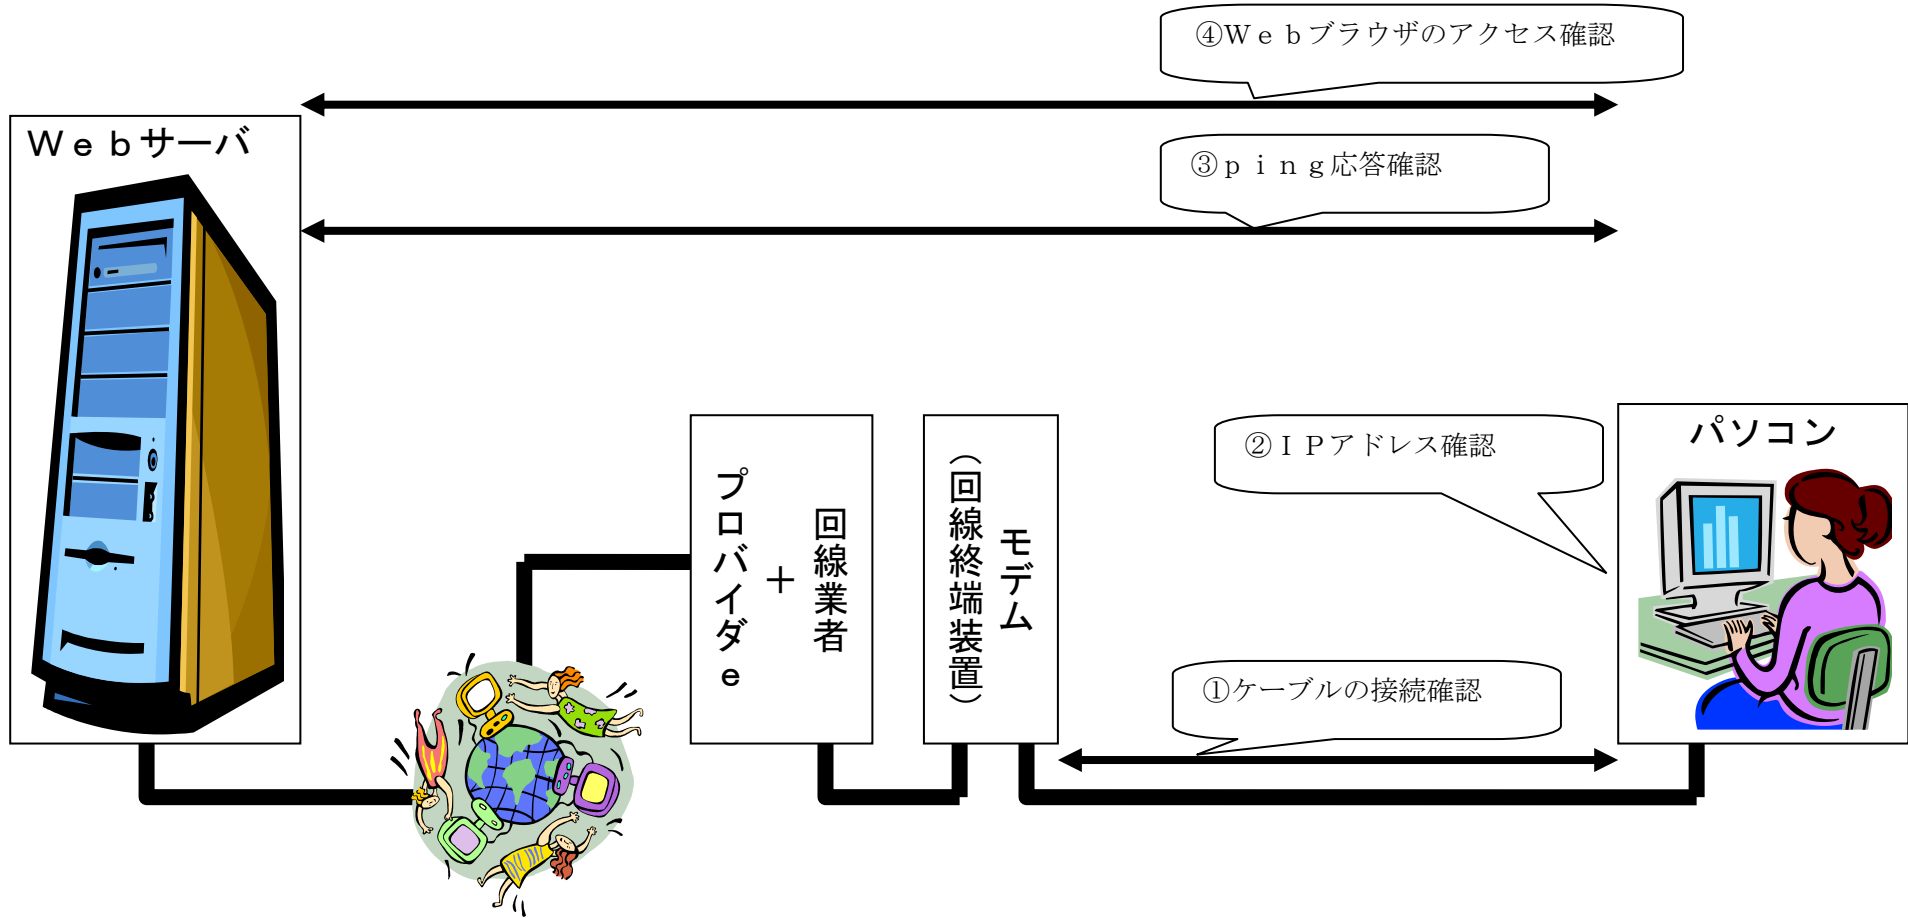 ④Ｗｅｂブラウザのアクセス確認
Ｗｅｂサーバ
③ｐｉｎｇ応答確認
パソコン
②ＩＰアドレス確認
モデム
（回線終端装置）
回線業者
＋
プロバイダｅ
①ケーブルの接続確認